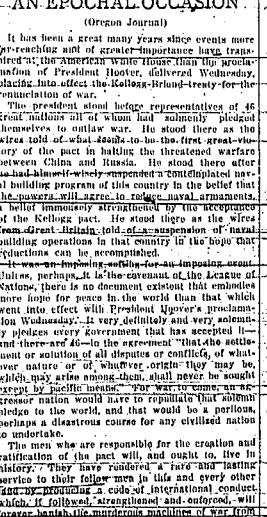 AN EPOCHAL OCCASION
(Oregon Journal)
It has been a great many years since events more
far-reaching and of greater importance have trans-
pired at the American White House than the procla-
mation of President Hoover, delivered Wednesday,
placing into effect the Kellogg-Briand treaty for the
renunciation of war.
The president stood before representatives of 46
great nations all of whom had solemnly pledged
themselves to outlaw war. He stood there as the
wires told of what seems to be the first great vic-
tory of the pact in halting the threatened warfare
between China and Russia. He stood there after
he had himself wisely suspended a contemplated nav-
al building program of this country in the belief that
the powers will agree to reduce naval armaments,
a belief immensely strengthened by the acceptance
of the Kellogg pact. He stood there as the wires
from Great Britain told of a suspension of naval
building operations in that country in the hope that
reductions can be accomplished.
It was an imposing setting for an imposing event
Unless, perhaps, it is the covenant of the League of
Nations, there is no document existent that embodies
more hope for peace in the world than that which
went into effect with President Hoover's proclama-
tion Wednesday. It very definitely and very solemn-
ly pledges every government that has accepted it—
and there are 46—in the agreement "that the settle-
ment or solution of all disputes or conflicts, of what-
ever nature or of whatever origin they may be,
which may arise among them, shall never be sought
except by pacific means." For war to come, an ag-
gressor nation would have to repudiate that solemn
pledge to the world, and that would be a perilous,
perhaps a disastrous course for any civilized nation
to undertake.
The men who are responsible for the creation and
ratification of the pact will, and ought to, live in
history. They have rendered a rare and lasting
service to their follow men in this and every other
land by producing a code of international conduct
which, if followed, strengthened and enforced, will
forever banish the murderous machines of war from